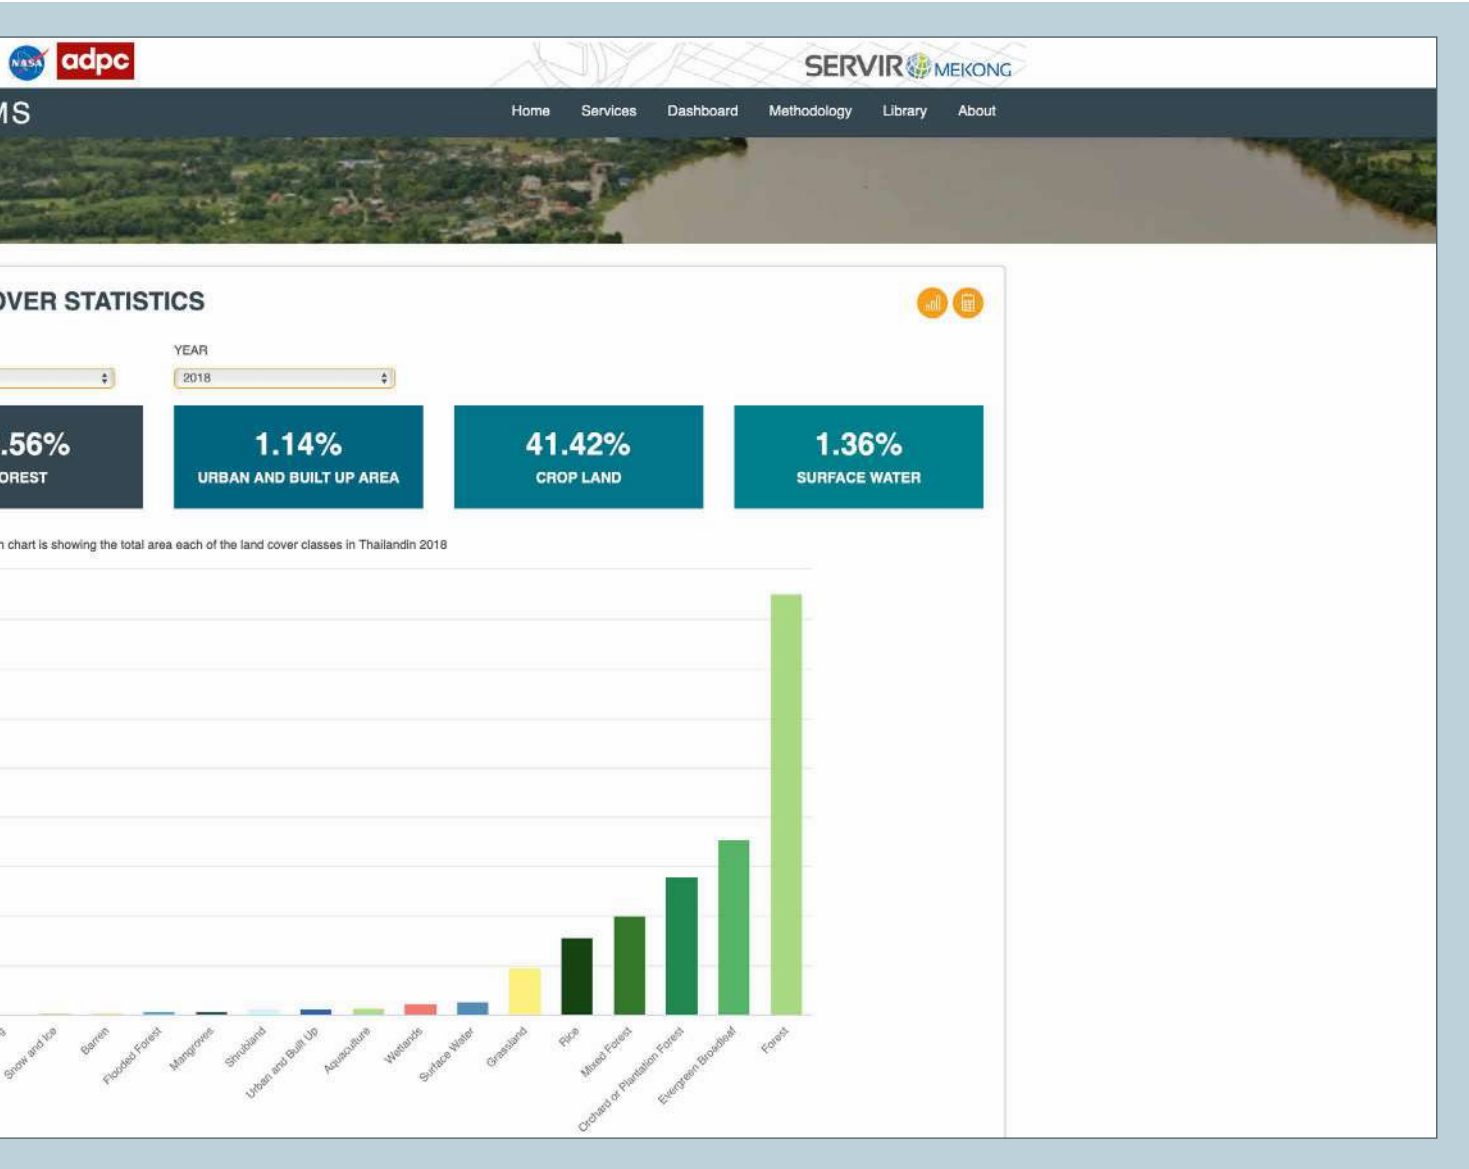 NASA adpc SERVIR MEKONG
MS Home Services Dashboard Methodology Library About
OVER STATISTICS
YEAR
2018
.56% 1.14% 41.42% 1.36%
OREST URBAN AND BUILT UP AREA CROP LAND SURFACE WATER
chart is showing the total area each of the land cover classes in Thailandin 2018
Snow and Ice
Barren
Flooded Forest
Mangroves
Shrubland
Urban and Built Up
Aquaculture
Wetlands
Surface Water
Grassland
Rice
Mixed Forest
Orchard or Plantation Forest
Evergreen Broadleaf
Forest